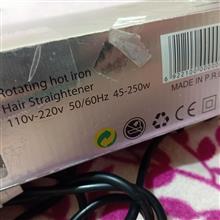 Rotating hot iron
Hair Straightener
110v-220v 50/60Hz 45-250w
MADE IN P.R.